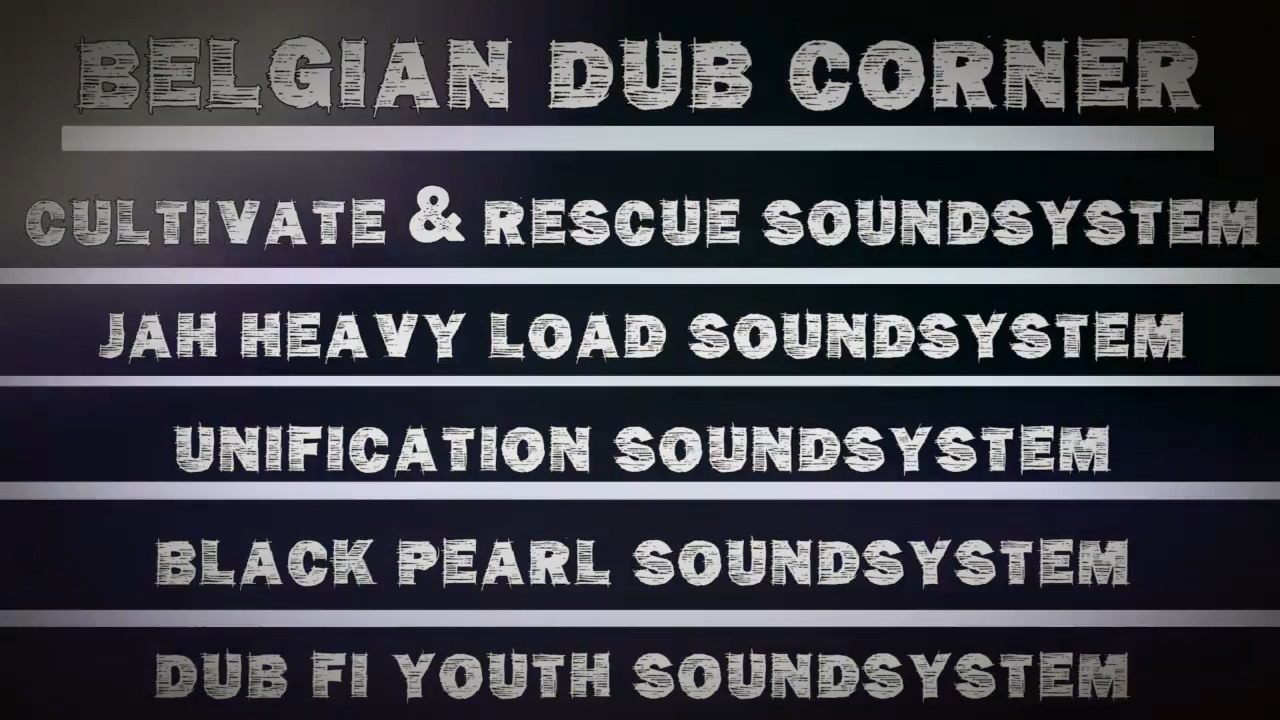 BELGIAN DUB CORNER
CULTIVATE & RESCUE SOUNDSYSTEM
JAH HEAVY LOAD SOUNDSYSTEM
UNIFICATION SOUNDSYSTEM
BLACK PEARL SOUNDSYSTEM
DUB FI YOUTH SOUNDSYSTEM